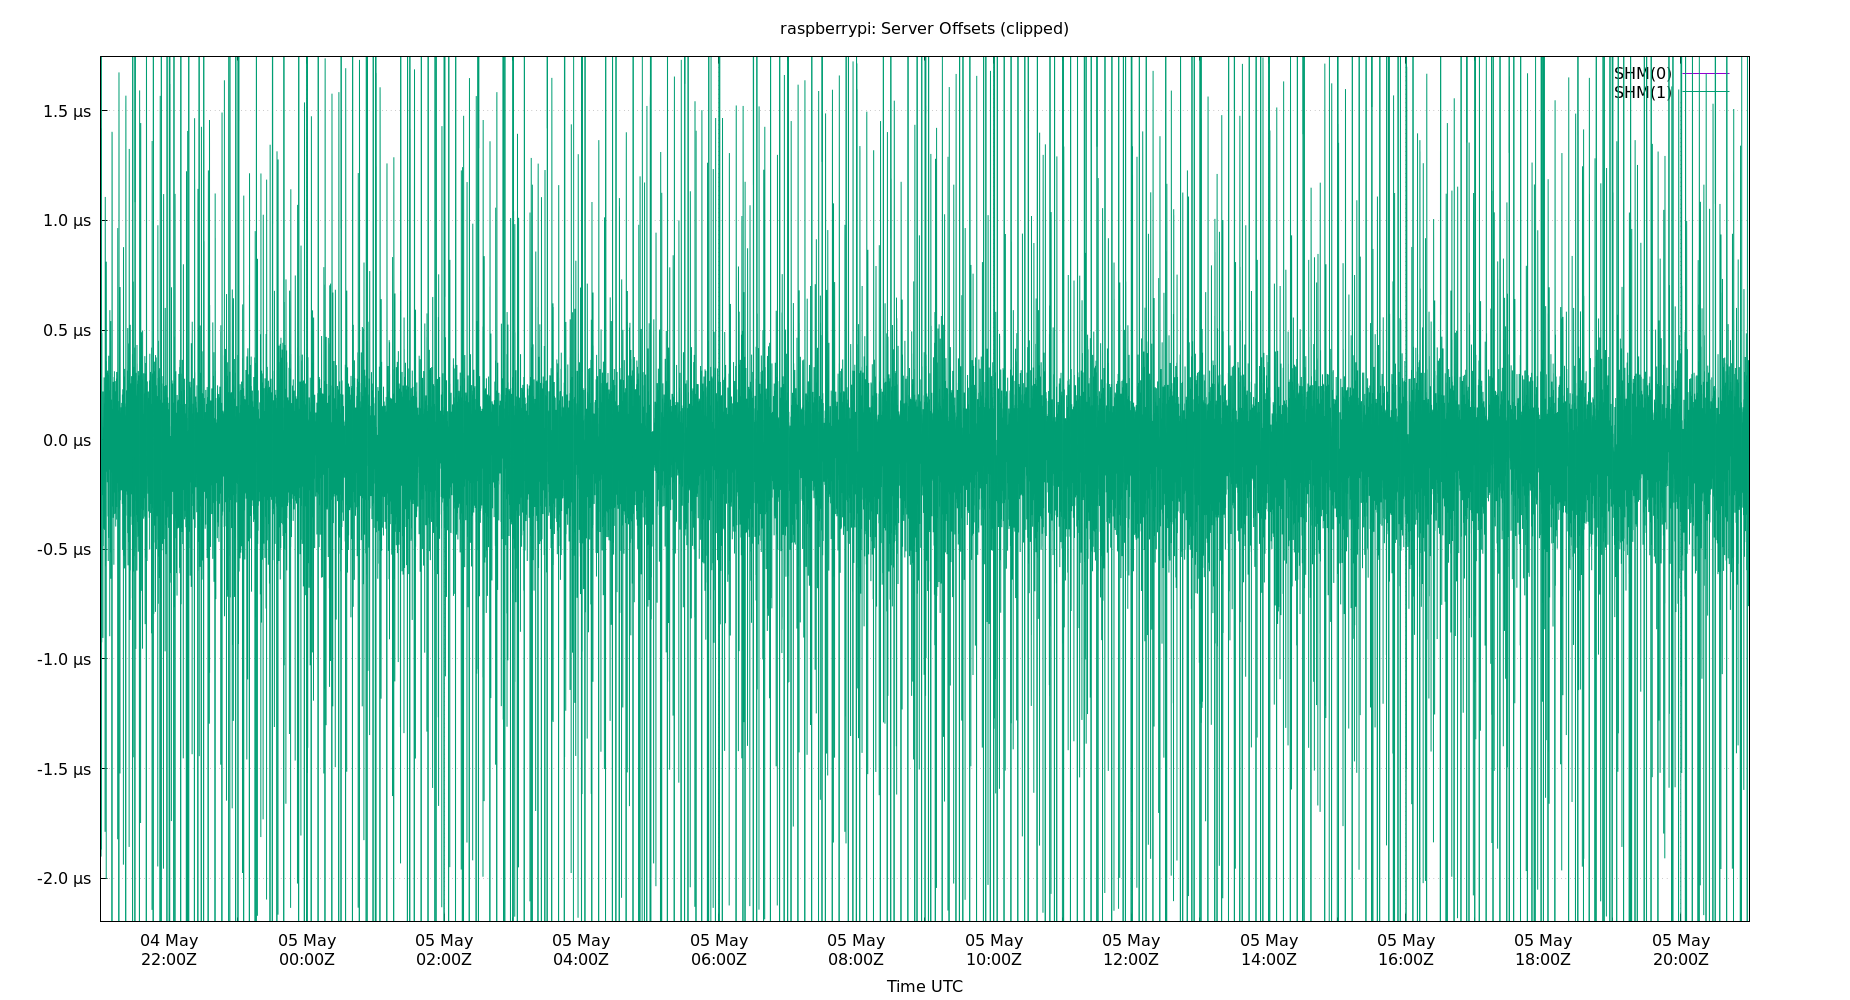 raspberrypi: Server Offsets (clipped)
SHM(0)
SHM(1)
1.5 µs
1.0 µs
0.5 µs
0.0 µs
-0.5 µs
-1.0 µs
-1.5 µs
-2.0 µs
04 May 05 May 05 May 05 May 05 May 05 May 05 May 05 May 05 May 05 May 05 May 05 May
22:00Z 00:00Z 02:00Z 04:00Z 06:00Z 08:00Z 10:00Z 12:00Z 14:00Z 16:00Z 18:00Z 20:00Z
Time UTC